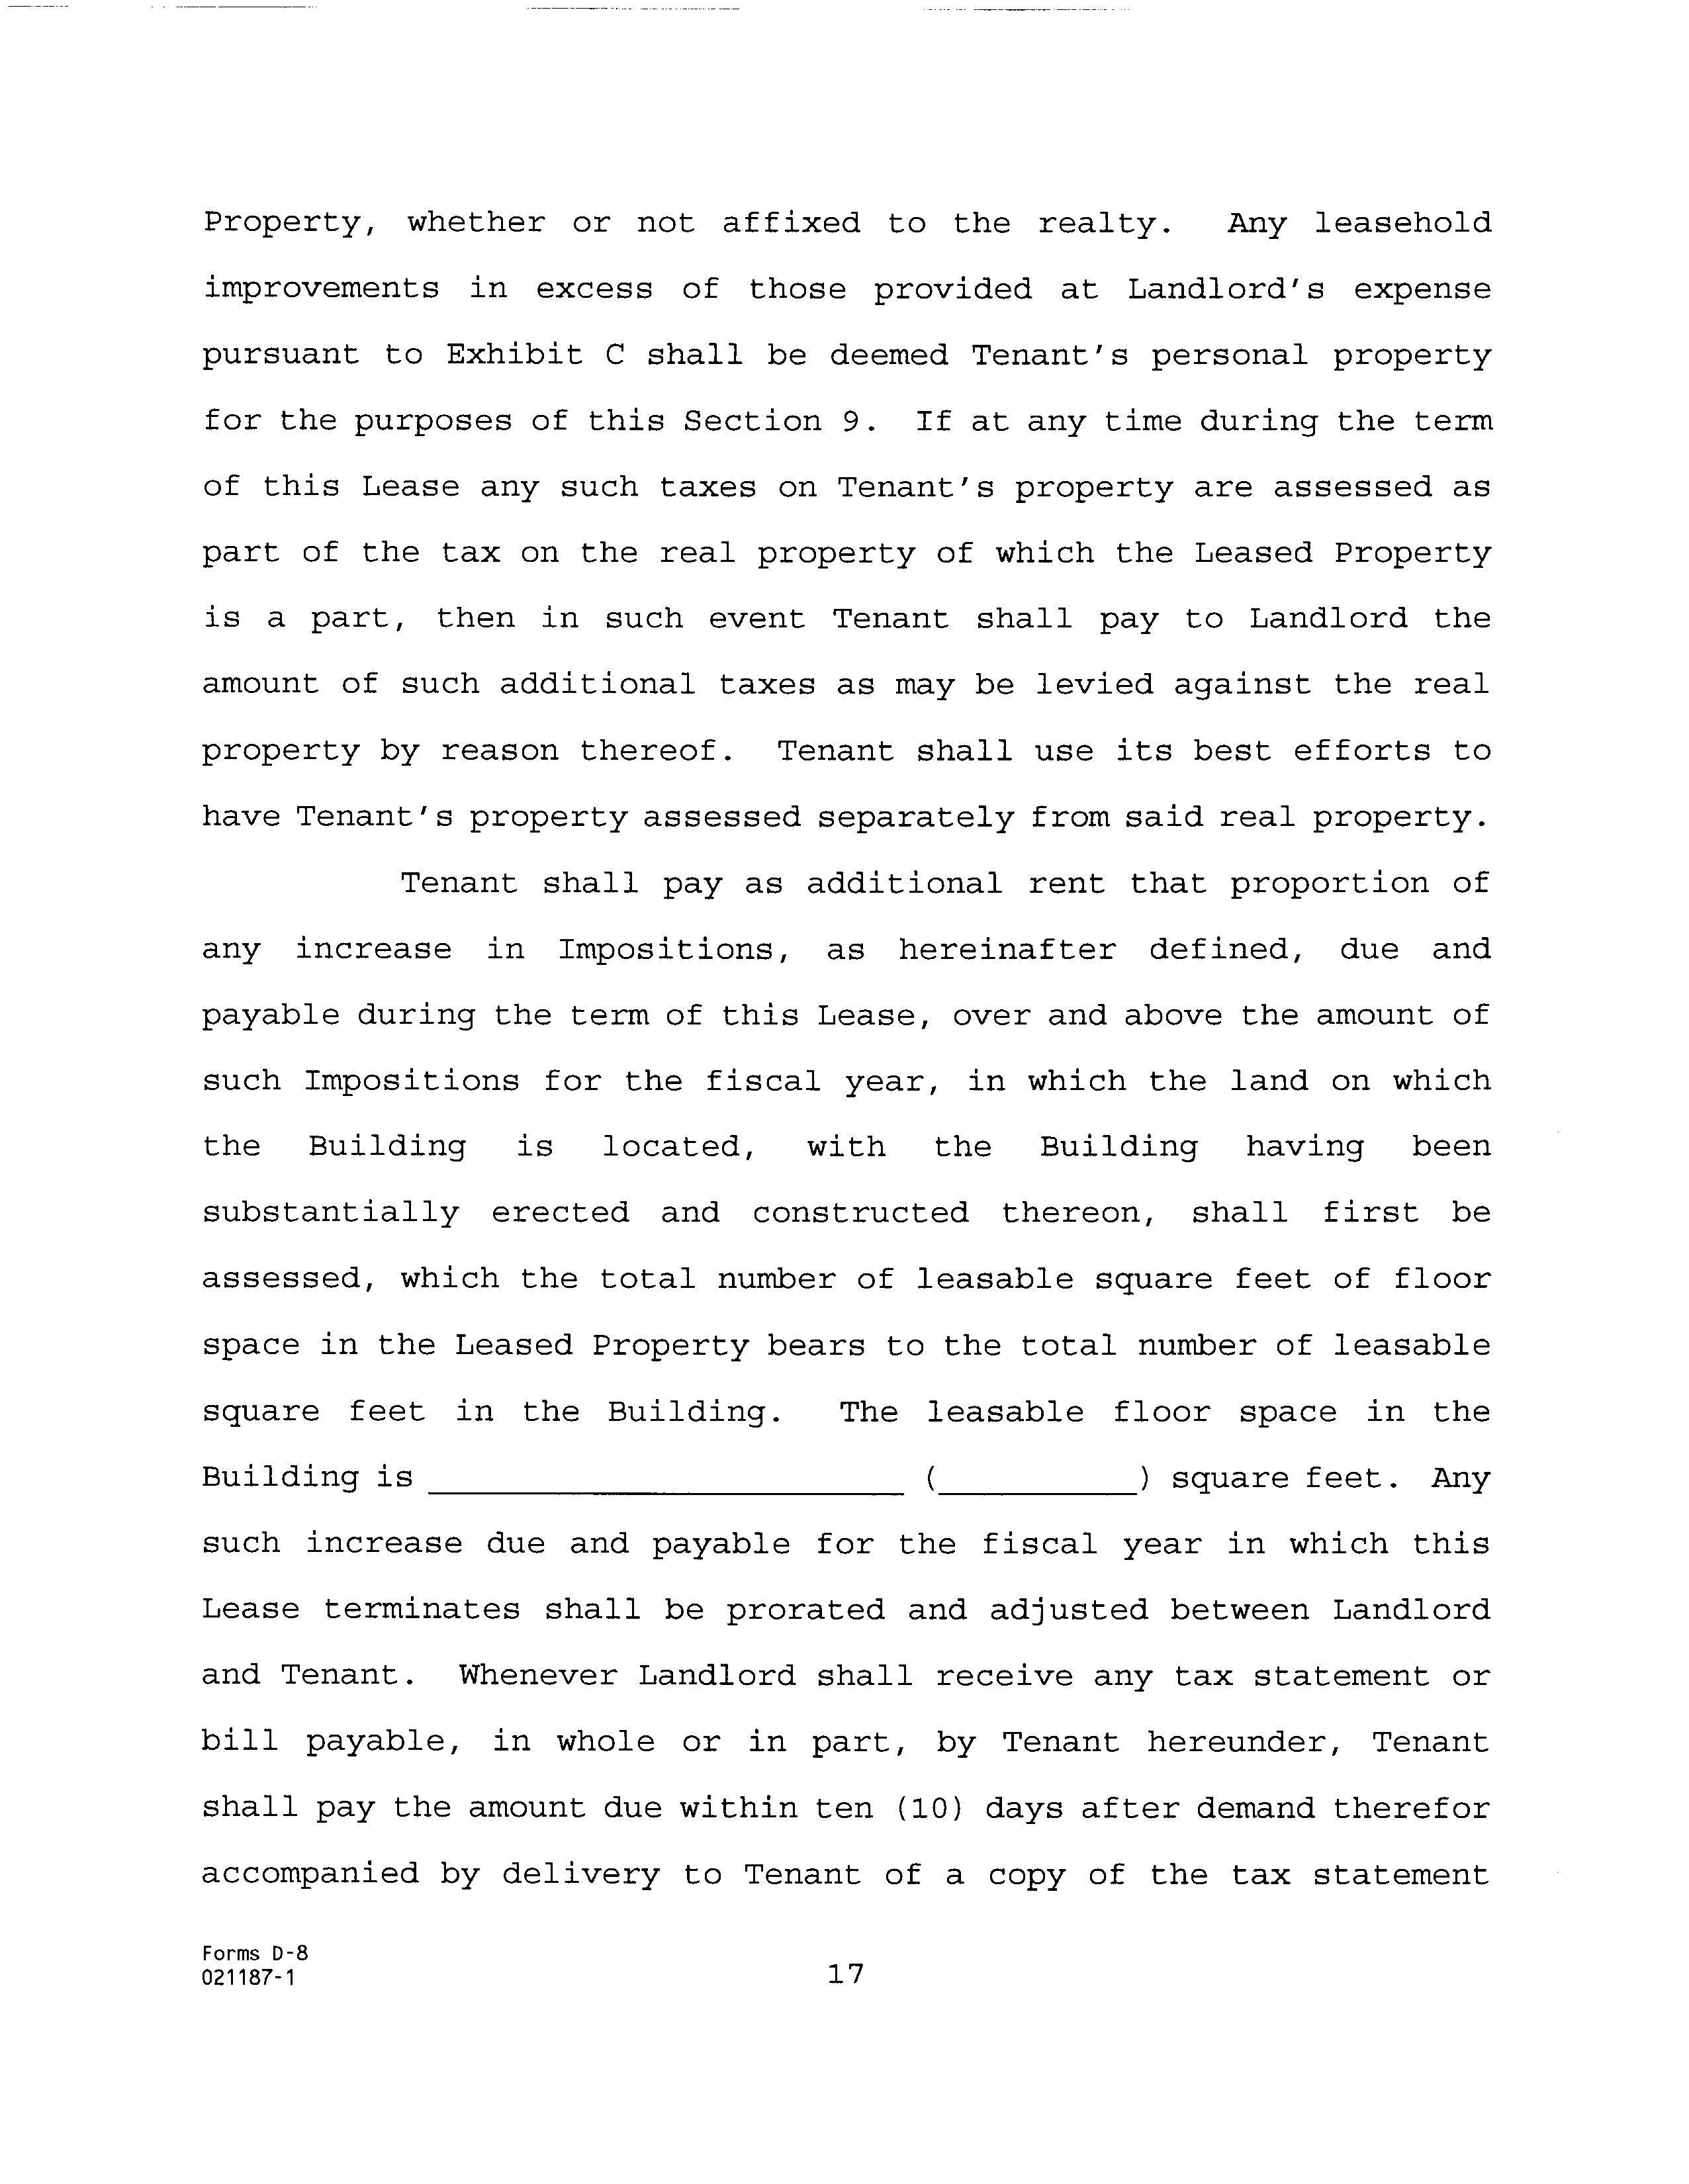 Property, whether or not affixed to the realty. Any leasehold
improvements in excess of those provided at Landlord's expense
pursuant to Exhibit C shall be deemed Tenant's personal property
for the purposes of this Section 9. If at any time during the term
of this Lease any such taxes on Tenant's property are assessed as
part of the tax on the real property of which the Leased Property
is a part, then in such event Tenant shall pay to Landlord the
amount of such additional taxes as may be levied against the real
property by reason thereof. Tenant shall use its best efforts to
have Tenant's property assessed separately from said real property.
Tenant shall pay as additional rent that proportion of
any increase in Impositions, as hereinafter defined, due and
payable during the term of this Lease, over and above the amount of
such Impositions for the fiscal year, in which the land on which
the Building is located, with the Building having been
substantially erected and constructed thereon, shall first be
assessed, which the total number of leasable square feet of floor
space in the Leased Property bears to the total number of leasable
square feet in the Building. The leasable floor space in the
Building is ____________________ (__________) square feet. Any
such increase due and payable for the fiscal year in which this
Lease terminates shall be prorated and adjusted between Landlord
and Tenant. Whenever Landlord shall receive any tax statement or
bill payable, in whole or in part, by Tenant hereunder, Tenant
shall pay the amount due within ten (10) days after demand therefor
accompanied by delivery to Tenant of a copy of the tax statement
Forms D-8
021187-1
17